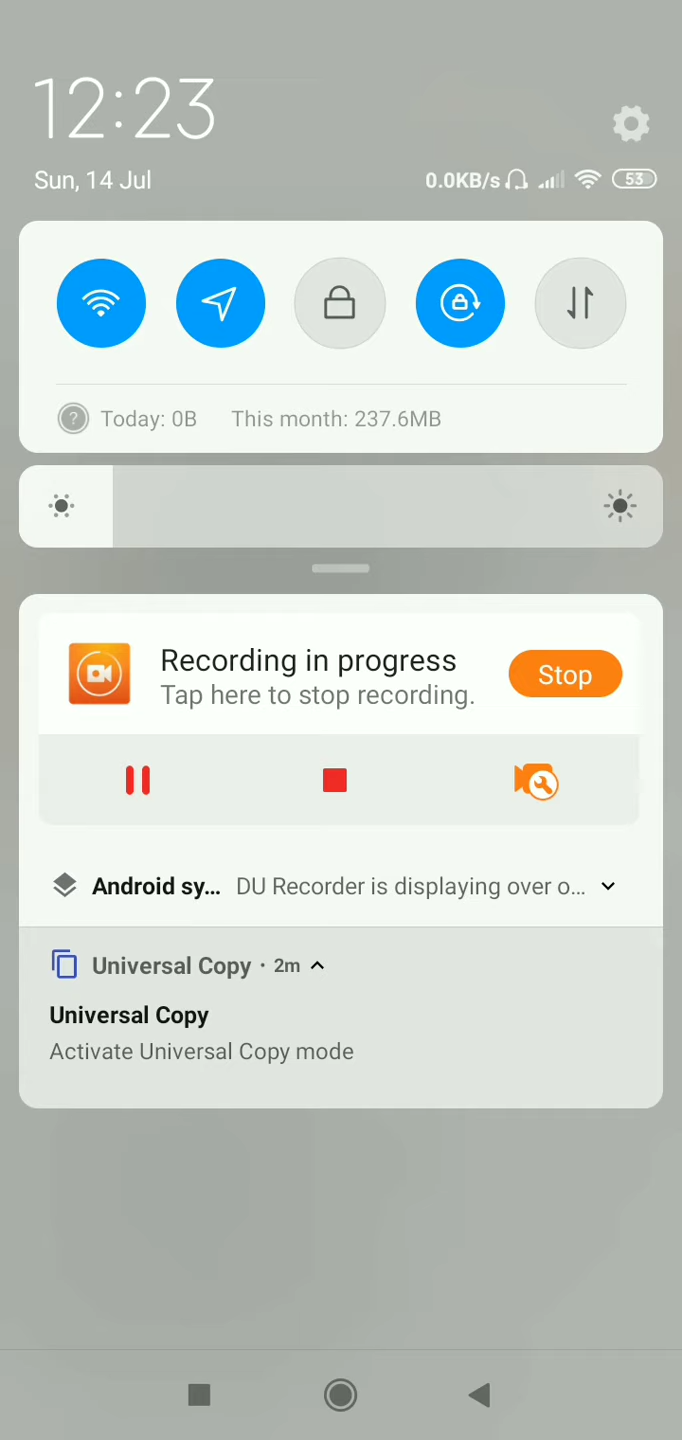 12:23
Sun, 14 Jul
0.0KB/s 53
Today: 0B This month: 237.6MB
Recording in progress
Tap here to stop recording.
Stop
Android sy... DU Recorder is displaying over o...
Universal Copy · 2m
Universal Copy
Activate Universal Copy mode